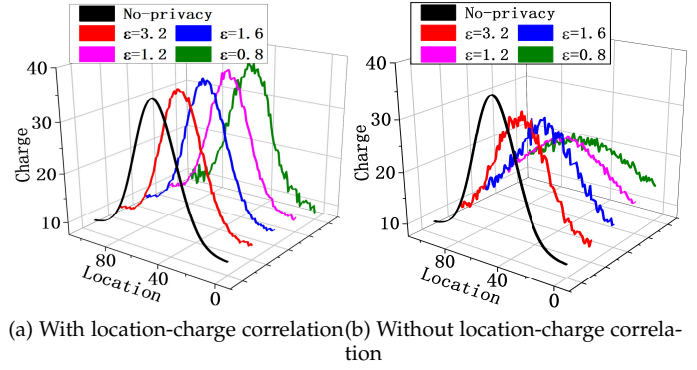 No-privacy
ε=3.2 ε=1.6
ε=1.2 ε=0.8
40
30
20
10
Charge
80
40
0
Location
No-privacy
ε=3.2 ε=1.6
ε=1.2 ε=0.8
40
30
20
10
Charge
80
40
0
Location
(a) With location-charge correlation
(b) Without location-charge correla-
tion